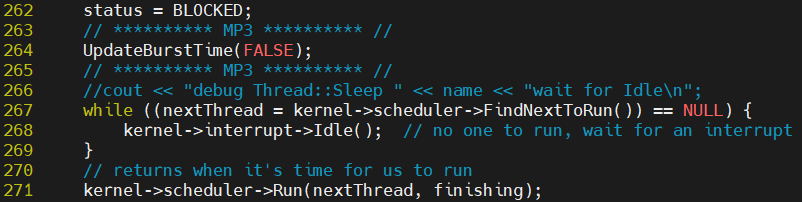 262     status = BLOCKED;
263     // ********** MP3 ********** //
264     UpdateBurstTime(FALSE);
265     // ********** MP3 ********** //
266     //cout << "debug Thread::Sleep " << name << "wait for Idle\n";
267     while ((nextThread = kernel->scheduler->FindNextToRun()) == NULL) {
268         kernel->interrupt->Idle();  // no one to run, wait for an interrupt
269     }
270     // returns when it's time for us to run
271     kernel->scheduler->Run(nextThread, finishing);